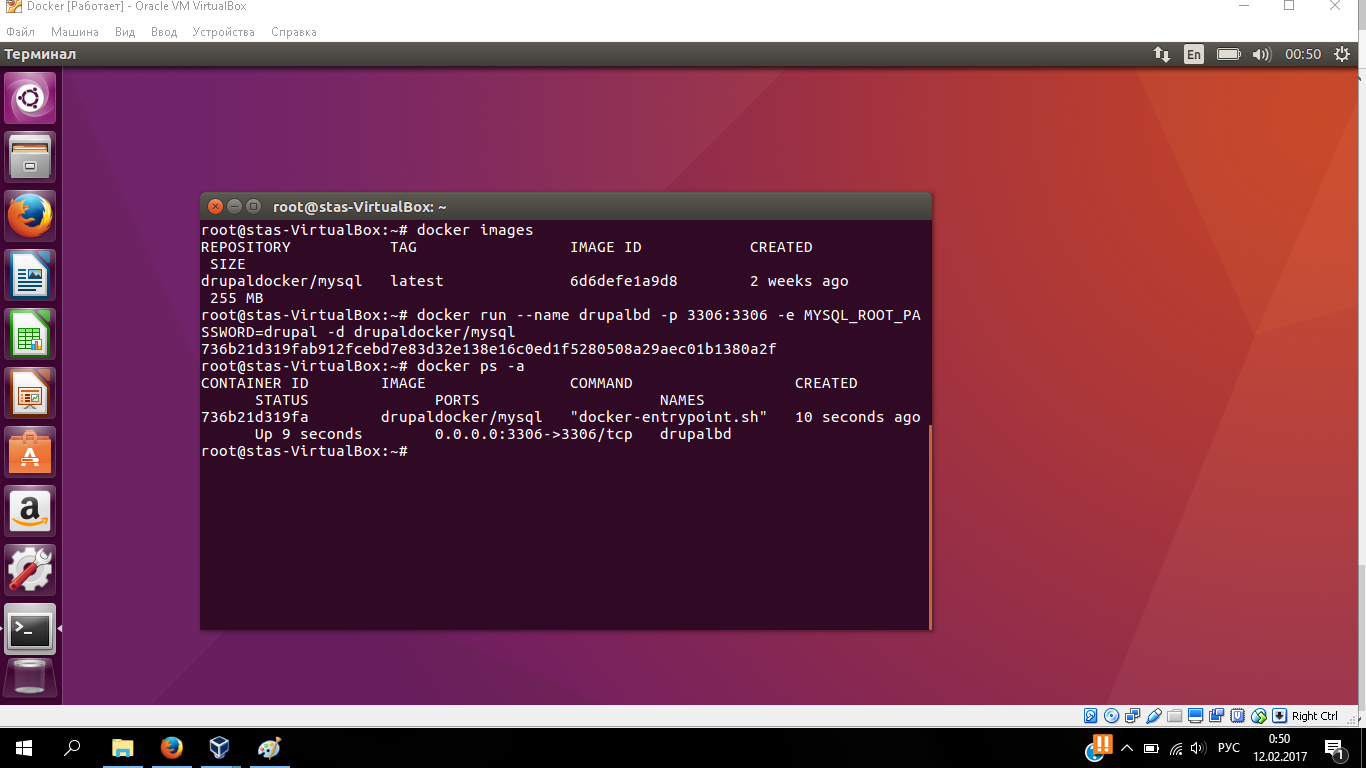 Docker [Работает] - Oracle VM VirtualBox
Файл Машина Вид Ввод Устройства Справка
Терминал En 00:50
root@stas-VirtualBox: ~
root@stas-VirtualBox:~# docker images
REPOSITORY TAG IMAGE ID CREATED
SIZE
drupaldocker/mysql latest 6d6defe1a9d8 2 weeks ago
255 MB
root@stas-VirtualBox:~# docker run --name drupalbd -p 3306:3306 -e MYSQL_ROOT_PA
SSWORD=drupal -d drupaldocker/mysql
736b21d319fab912fcebd7e83d32e138e16c0ed1f5280508a29aec01b1380a2f
root@stas-VirtualBox:~# docker ps -a
CONTAINER ID IMAGE COMMAND CREATED
STATUS PORTS NAMES
736b21d319fa drupaldocker/mysql "docker-entrypoint.sh" 10 seconds ago
Up 9 seconds 0.0.0.0:3306->3306/tcp drupalbd
root@stas-VirtualBox:~#
Right Ctrl
РУС
0:50
12.02.2017
1